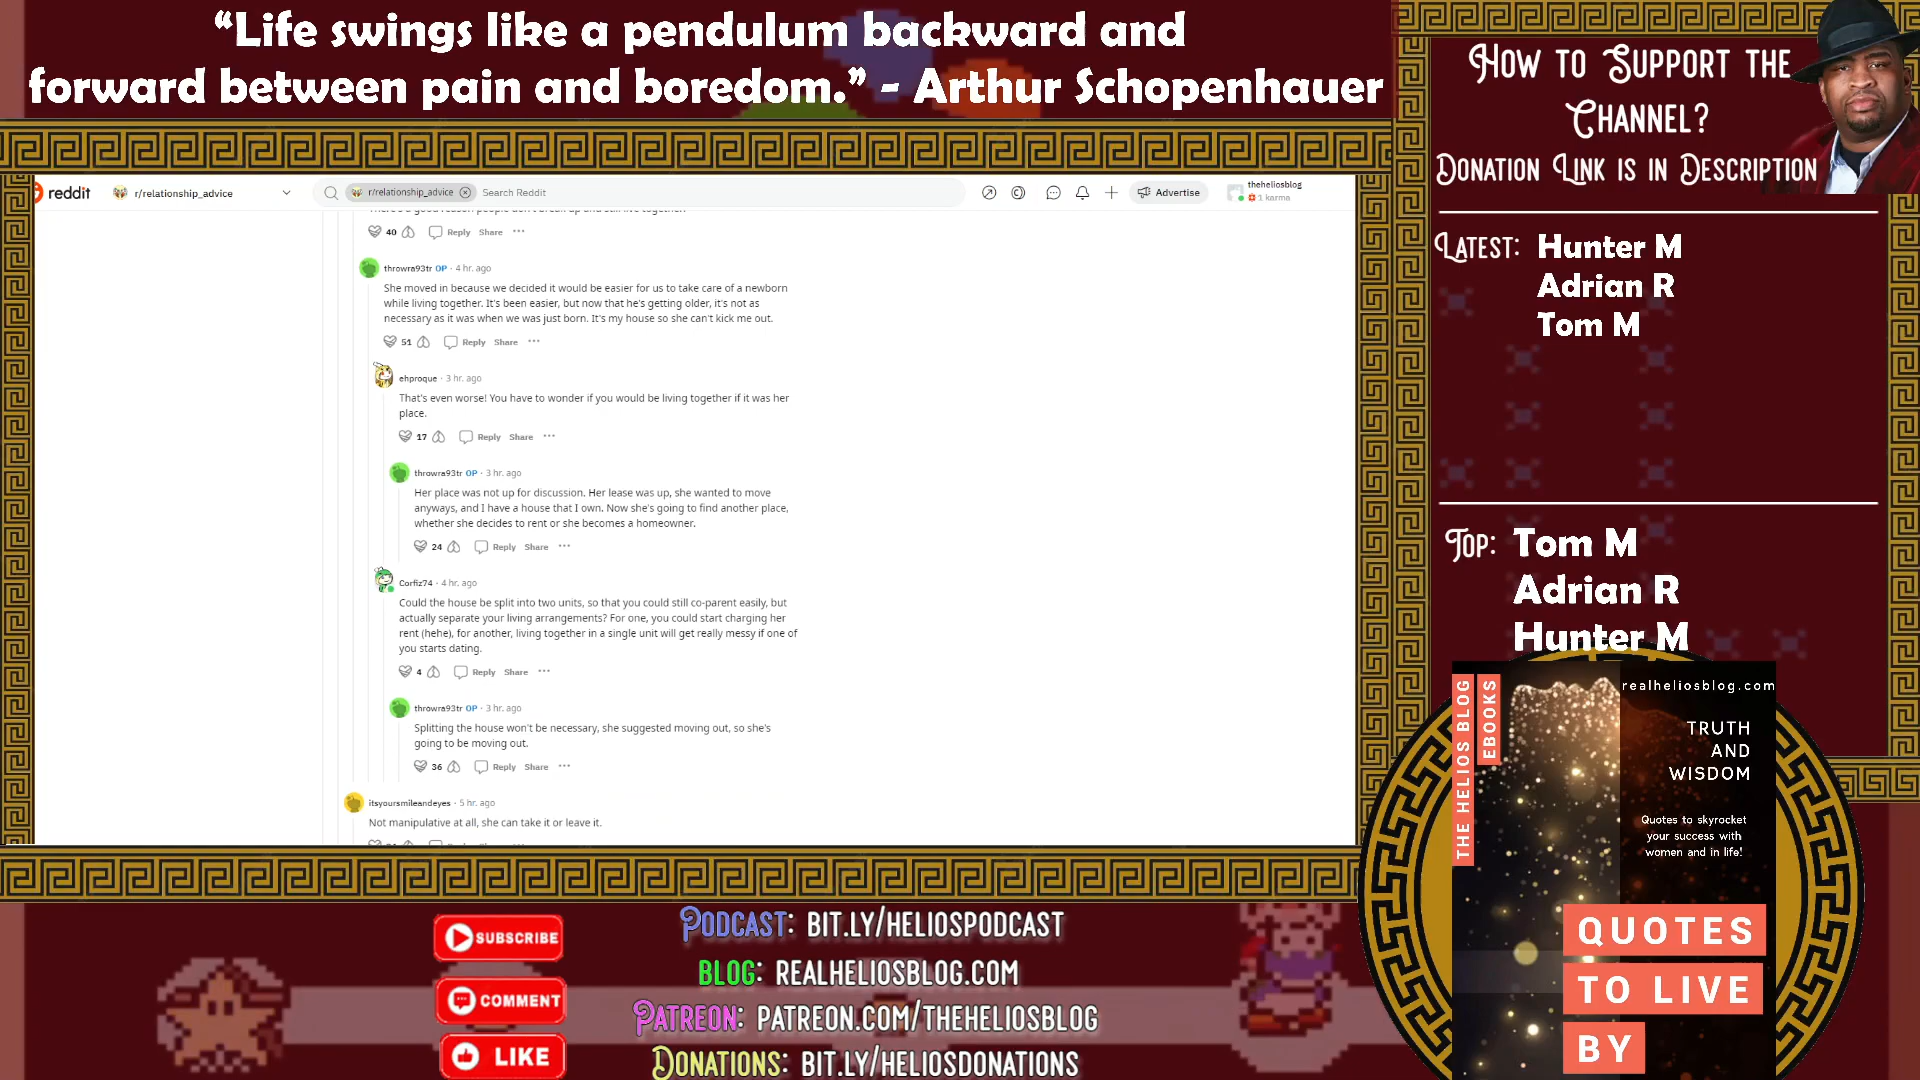 “Life swings like a pendulum backward and
forward between pain and boredom.” - Arthur Schopenhauer
How to Support the
Channel?
Donation Link is in Description
reddit
r/relationship_advice
r/relationship_advice
Search Reddit
Advertise
theheliosblog
1 karma
There's a good reason people don't break up and still live together.
40 Reply Share ...
throwra93tr OP · 4 hr. ago
She moved in because we decided it would be easier for us to take care of a newborn
while living together. It's been easier, but now that he's getting older, it's not as
necessary as it was when we was just born. It's my house so she can't kick me out.
51 Reply Share ...
ehproque · 3 hr. ago
That's even worse! You have to wonder if you would be living together if it was her
place.
17 Reply Share ...
throwra93tr OP · 3 hr. ago
Her place was not up for discussion. Her lease was up, she wanted to move
anyways, and I have a house that I own. Now she's going to find another place,
whether she decides to rent or she becomes a homeowner.
24 Reply Share ...
Corfiz74 · 4 hr. ago
Could the house be split into two units, so that you could still co-parent easily, but
actually separate your living arrangements? For one, you could start charging her
rent (hehe), for another, living together in a single unit will get really messy if one of
you starts dating.
4 Reply Share ...
throwra93tr OP · 3 hr. ago
Splitting the house won't be necessary, she suggested moving out, so she's
going to be moving out.
36 Reply Share ...
itsyoursmileandeyes · 5 hr. ago
Not manipulative at all, she can take it or leave it.
Latest: Hunter M
Adrian R
Tom M
Top: Tom M
Adrian R
Hunter M
THE HELIOS BLOG
EBOOKS
realheliosblog.com
TRUTH
AND
WISDOM
Quotes to skyrocket
your success with
women and in life!
QUOTES
TO LIVE
BY
SUBSCRIBE
COMMENT
LIKE
Podcast: bit.ly/heliospodcast
Blog: realheliosblog.com
Patreon: patreon.com/theheliosblog
Donations: bit.ly/heliosdonations